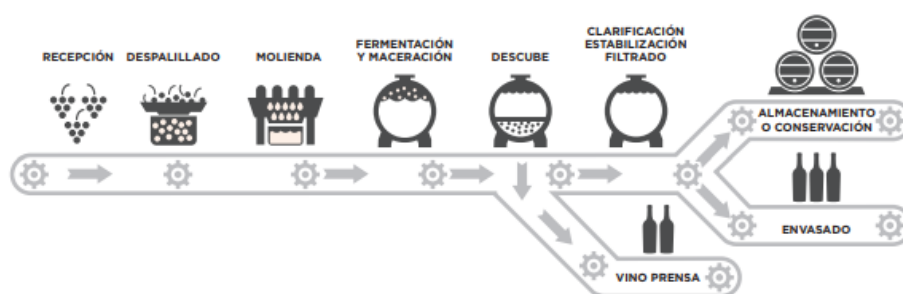 RECEPCIÓN
DESPALILLADO
MOLIENDA
FERMENTACIÓN
Y MACERACIÓN
DESCUBE
CLARIFICACIÓN
ESTABILIZACIÓN
FILTRADO
ALMACENAMIENTO
O CONSERVACIÓN
ENVASADO
VINO PRENSA